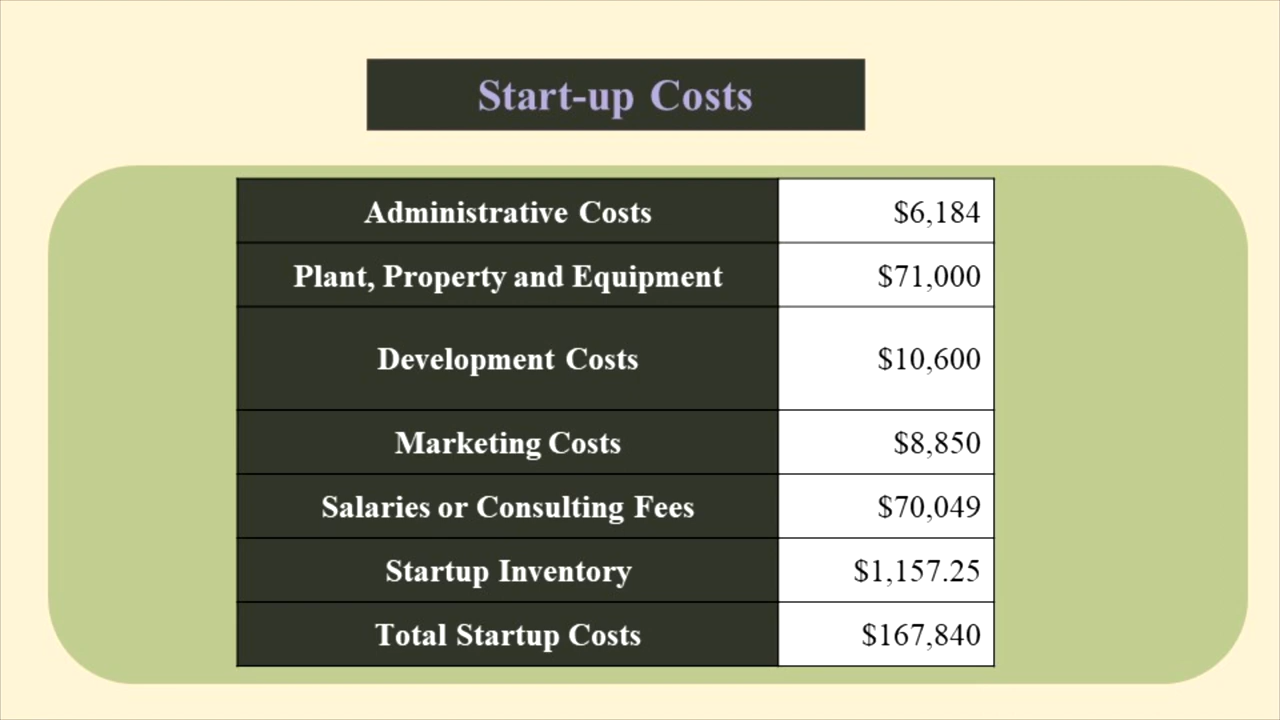 Start-up Costs
Administrative Costs $6,184
Plant, Property and Equipment $71,000
Development Costs $10,600
Marketing Costs $8,850
Salaries or Consulting Fees $70,049
Startup Inventory $1,157.25
Total Startup Costs $167,840